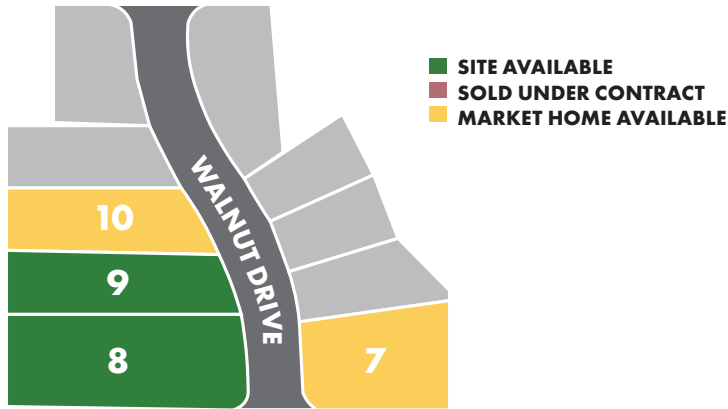 SITE AVAILABLE
SOLD UNDER CONTRACT
MARKET HOME AVAILABLE
WALNUT DRIVE
10
9
8
7